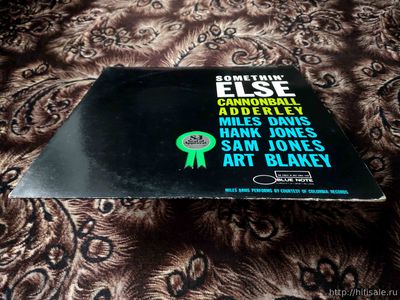 SOMETHIN'
ELSE
CANNONBALL
ADDERLEY
MILES DAVIS
HANK JONES
SAM JONES
ART BLAKEY
BLUE NOTE
MILES DAVIS PERFORMS BY COURTESY OF COLUMBIA RECORDS
http://hifisale.ru